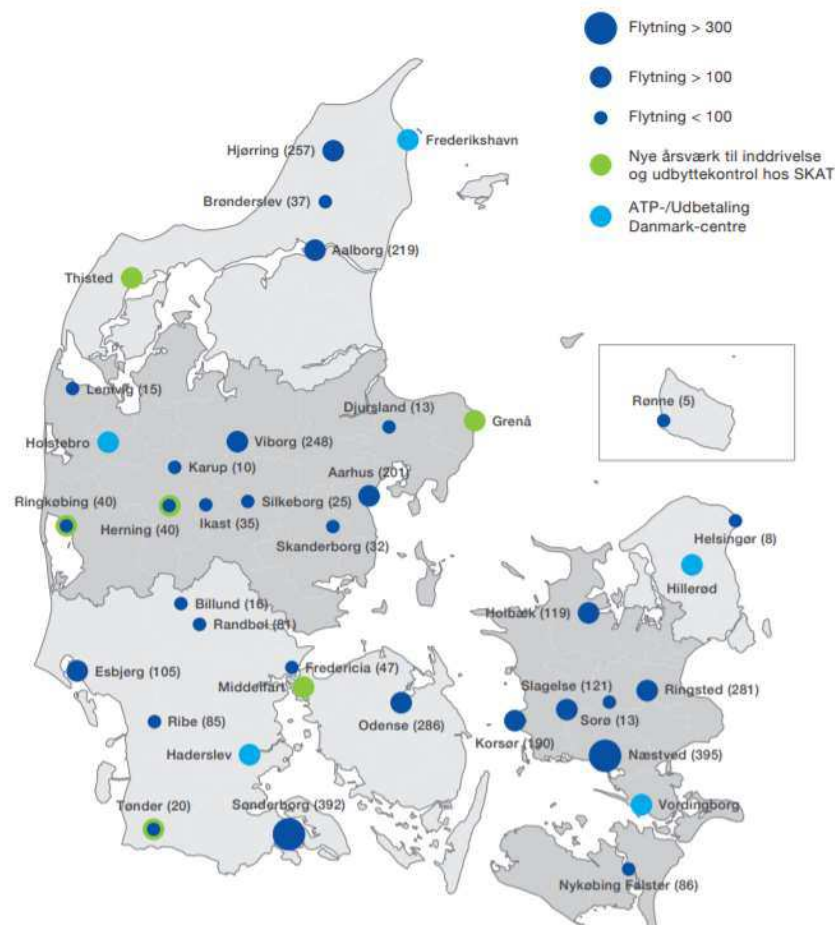 Flytning > 300
Flytning > 100
Flytning < 100
Nye årsværk til inddrivelse
og udbyttekontrol hos SKAT
ATP-/Udbetaling
Danmark-centre
Frederikshavn
Hjørring (257)
Brønderslev (37)
Aalborg (219)
Thisted
Lemvig (15)
Djursland (13)
Grenå
Rønne (5)
Holstebro
Viborg (248)
Karup (10)
Aarhus (201)
Ringkøbing (40)
Herning (40)
Ikast (35)
Silkeborg (25)
Skanderborg (32)
Helsingør (8)
Hillerød
Billund (16)
Randbøl (81)
Holbæk (119)
Esbjerg (105)
Fredericia (47)
Middelfart
Slagelse (121)
Ringsted (281)
Ribe (85)
Odense (286)
Sorø (13)
Korsør (190)
Haderslev
Næstved (395)
Tønder (20)
Sønderborg (392)
Vordingborg
Nykøbing Falster (86)